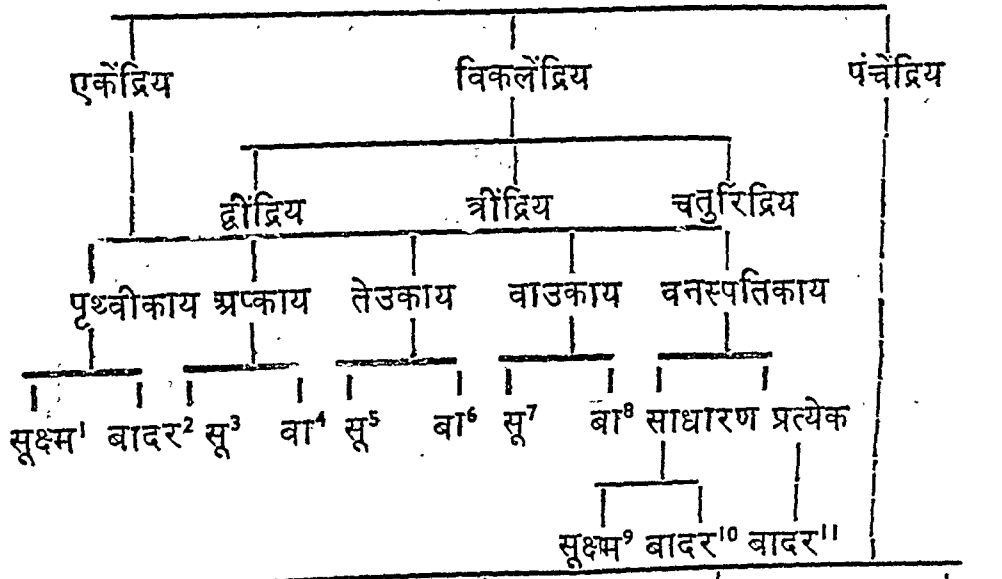 एकेंद्रिय विकलेंद्रिय पंचेंद्रिय
द्वींद्रिय त्रींद्रिय चतुरिंद्रिय
पृथ्वीकाय अप्काय तेउकाय वाउकाय वनस्पतिकाय
सूक्ष्म¹ बादर² सू³ वा⁴ सू⁵ बा⁶ सू⁷ बा⁸ साधारण प्रत्येक
सूक्ष्म⁹ बादर¹⁰ बादर¹¹